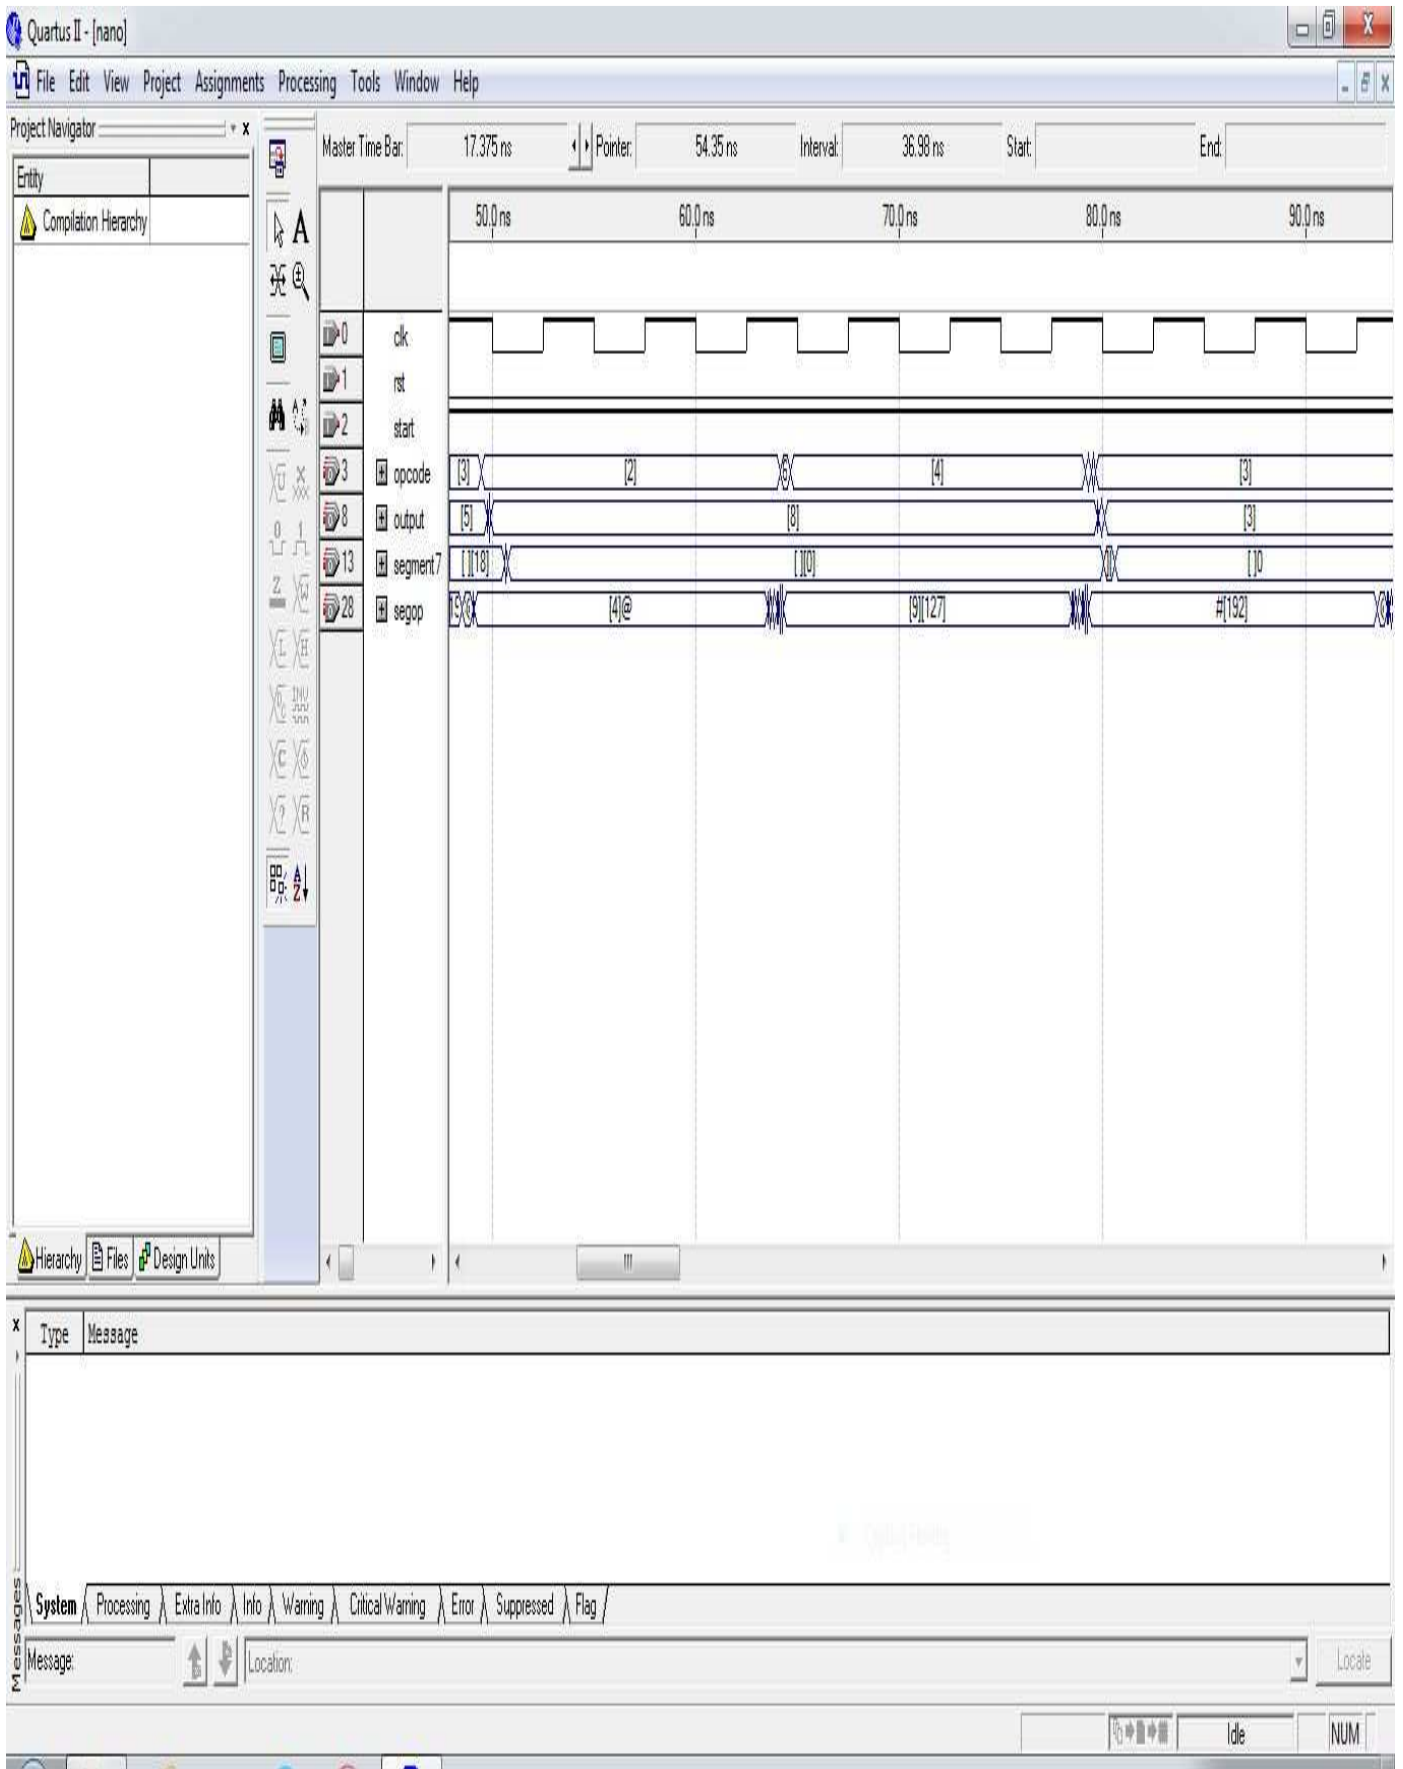 Quartus II - [nano]
File Edit View Project Assignments Processing Tools Window Help
Project Navigator
Entity
Compilation Hierarchy
Master Time Bar: 17.375 ns Pointer: 54.35 ns Interval: 36.98 ns Start: End:
50.0 ns 60.0 ns 70.0 ns 80.0 ns 90.0 ns
0 clk
1 rst
2 start
3 opcode [3] [2] 6 [4] [3]
8 output [5] [8] [3]
13 segment7 [ ][18] [ ][0] [ ]0
28 segop [4]@ [9][127] #[192]
Hierarchy Files Design Units
Type Message
System Processing Extra Info Info Warning Critical Warning Error Suppressed Flag
Messages
Message: Location: Locate
Idle NUM